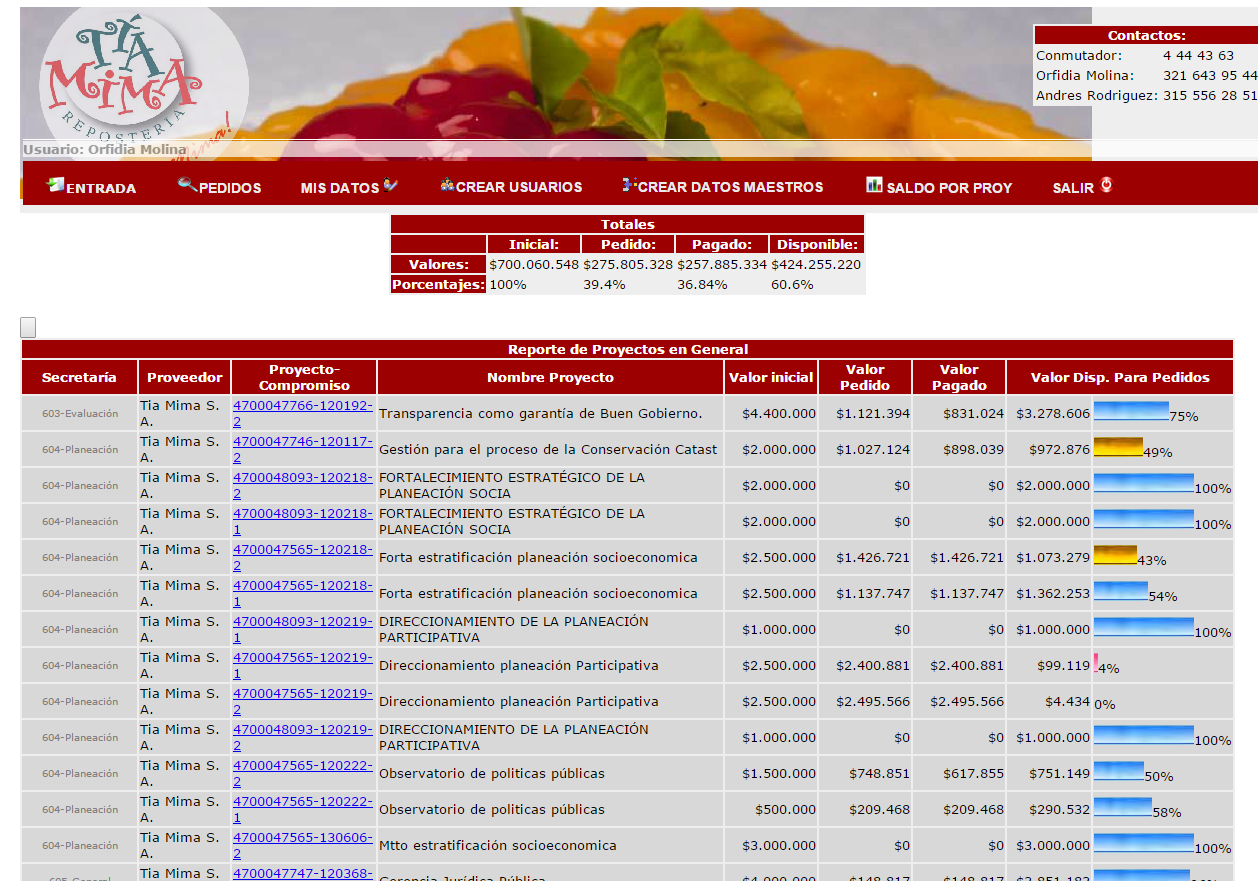 TÍA
MIMA
REPOSTERIA
Contactos:
Conmutador: 4 44 43 63
Orfidia Molina: 321 643 95 44
Andres Rodriguez: 315 556 28 51
Usuario: Orfidia Molina
ENTRADA PEDIDOS MIS DATOS CREAR USUARIOS CREAR DATOS MAESTROS SALDO POR PROY SALIR
Totales
Inicial: Pedido: Pagado: Disponible:
Valores: $700.060.548 $275.805.328 $257.885.334 $424.255.220
Porcentajes: 100% 39.4% 36.84% 60.6%
Reporte de Proyectos en General
Secretaría Proveedor Proyecto-Compromiso Nombre Proyecto Valor inicial Valor Pedido Valor Pagado Valor Disp. Para Pedidos
603-Evaluación Tia Mima S. A. 4700047766-120192-2 Transparencia como garantía de Buen Gobierno. $4.400.000 $1.121.394 $831.024 $3.278.606 75%
604-Planeación Tia Mima S. A. 4700047746-120117-2 Gestión para el proceso de la Conservación Catast $2.000.000 $1.027.124 $898.039 $972.876 49%
604-Planeación Tia Mima S. A. 4700048093-120218-2 FORTALECIMIENTO ESTRATÉGICO DE LA PLANEACIÓN SOCIA $2.000.000 $0 $0 $2.000.000 100%
604-Planeación Tia Mima S. A. 4700048093-120218-1 FORTALECIMIENTO ESTRATÉGICO DE LA PLANEACIÓN SOCIA $2.000.000 $0 $0 $2.000.000 100%
604-Planeación Tia Mima S. A. 4700047565-120218-2 Forta estratificación planeación socioeconomica $2.500.000 $1.426.721 $1.426.721 $1.073.279 43%
604-Planeación Tia Mima S. A. 4700047565-120218-1 Forta estratificación planeación socioeconomica $2.500.000 $1.137.747 $1.137.747 $1.362.253 54%
604-Planeación Tia Mima S. A. 4700048093-120219-1 DIRECCIONAMIENTO DE LA PLANEACIÓN PARTICIPATIVA $1.000.000 $0 $0 $1.000.000 100%
604-Planeación Tia Mima S. A. 4700047565-120219-1 Direccionamiento planeación Participativa $2.500.000 $2.400.881 $2.400.881 $99.119 4%
604-Planeación Tia Mima S. A. 4700047565-120219-2 Direccionamiento planeación Participativa $2.500.000 $2.495.566 $2.495.566 $4.434 0%
604-Planeación Tia Mima S. A. 4700048093-120219-2 DIRECCIONAMIENTO DE LA PLANEACIÓN PARTICIPATIVA $1.000.000 $0 $0 $1.000.000 100%
604-Planeación Tia Mima S. A. 4700047565-120222-2 Observatorio de politicas públicas $1.500.000 $748.851 $617.855 $751.149 50%
604-Planeación Tia Mima S. A. 4700047565-120222-1 Observatorio de politicas públicas $500.000 $209.468 $209.468 $290.532 58%
604-Planeación Tia Mima S. A. 4700047565-130606-2 Mtto estratificación socioeconomica $3.000.000 $0 $0 $3.000.000 100%
Tia Mima S. 4700047747-120368- Gerencia Jurídica Pública